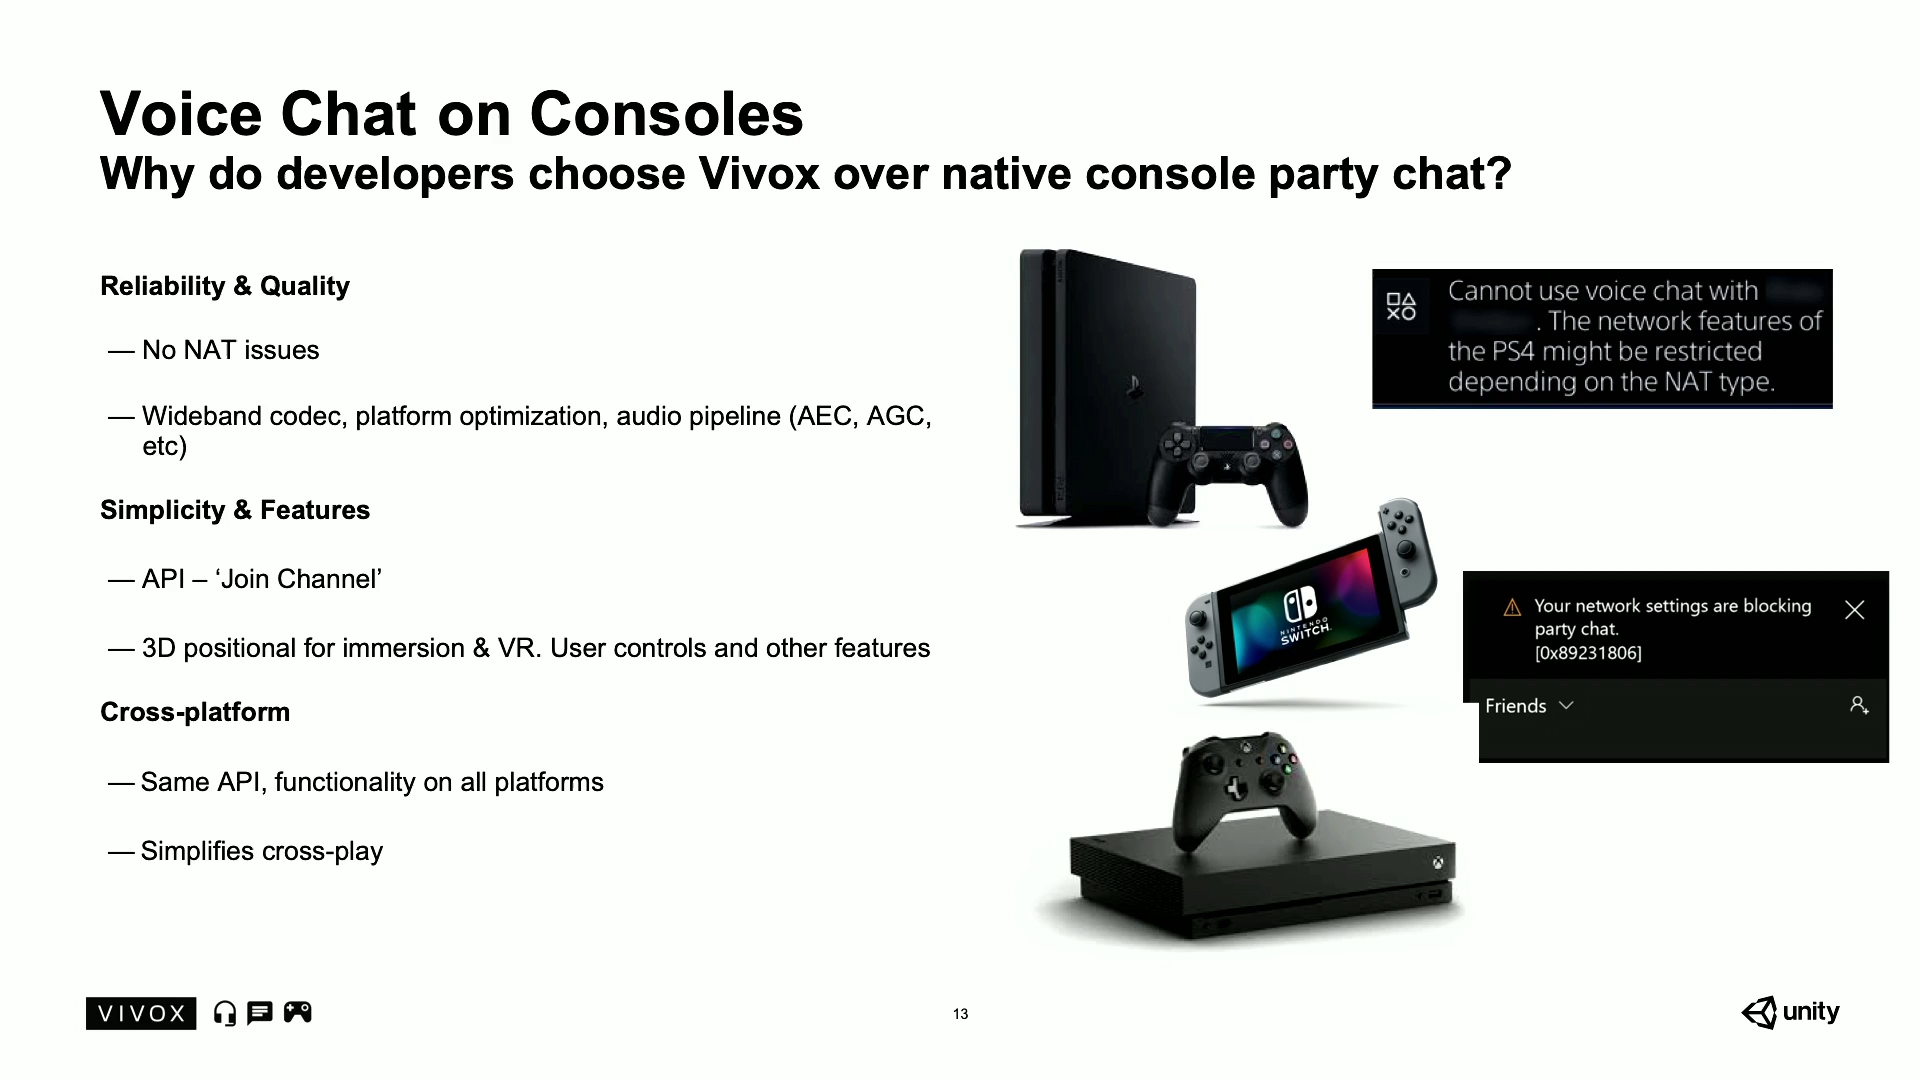 Voice Chat on Consoles
Why do developers choose Vivox over native console party chat?
Reliability & Quality
— No NAT issues
— Wideband codec, platform optimization, audio pipeline (AEC, AGC,
etc)
Simplicity & Features
— API – ‘Join Channel’
— 3D positional for immersion & VR. User controls and other features
Cross-platform
— Same API, functionality on all platforms
— Simplifies cross-play
Cannot use voice chat with
. The network features of
the PS4 might be restricted
depending on the NAT type.
NINTENDO
SWITCH.
Your network settings are blocking
party chat.
[0x89231806]
Friends
VIVOX
13
unity